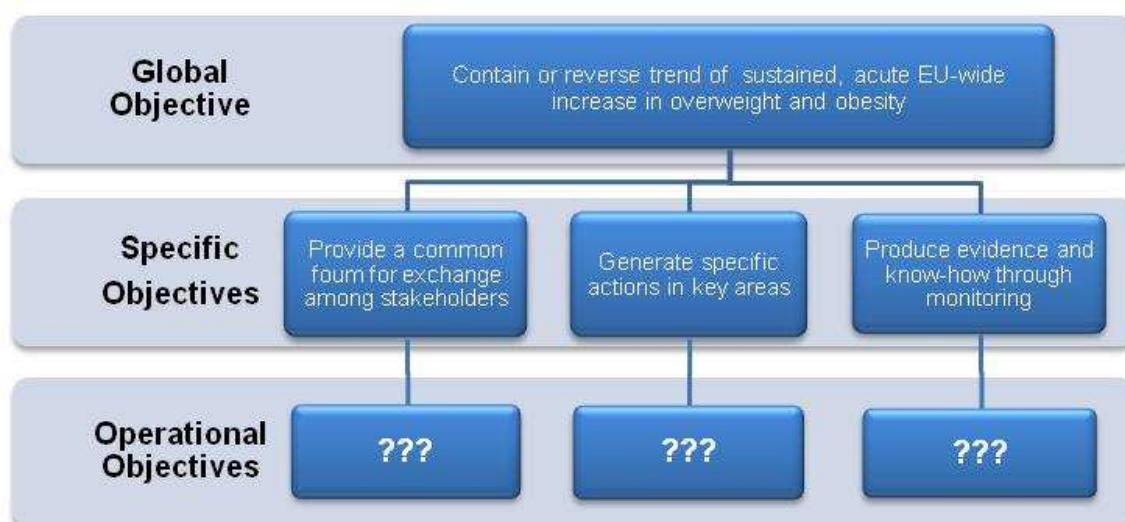 Global
Objective
Contain or reverse trend of sustained, acute EU-wide
increase in overweight and obesity
Specific
Objectives
Provide a common
foum for exchange
among stakeholders
Generate specific
actions in key areas
Produce evidence and
know-how through
monitoring
Operational
Objectives
???
???
???